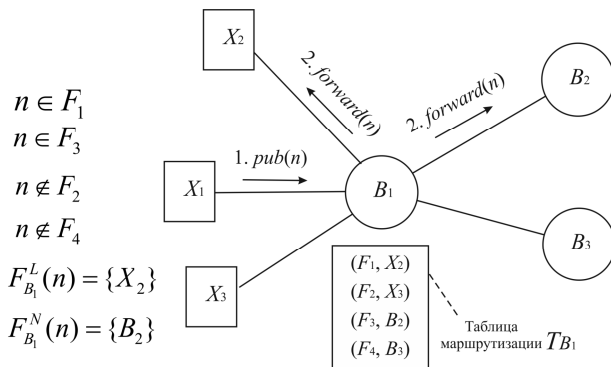 X₂
2. forward(n)
2. forward(n)
B₂
n ∈ F₁
n ∈ F₃
n ∉ F₂
n ∉ F₄
F^L_{B₁}(n) = {X₂}
F^N_{B₁}(n) = {B₂}
1. pub(n)
X₁
B₁
X₃
B₃
(F₁, X₂)
(F₂, X₃)
(F₃, B₂)
(F₄, B₃)
Таблица
маршрутизации T_{B₁}